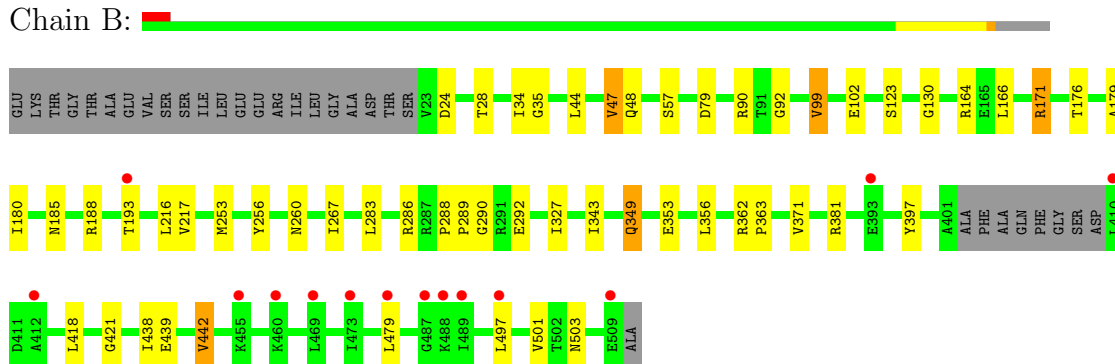 Chain B:
GLU LYS THR GLY THR ALA GLU VAL SER SER ILE LEU GLU GLU ARG ILE LEU GLY ALA ASP THR SER V23 D24 T28 I34 G35 L44 V47 Q48 S57 D79 R90 T91 G92 V99 E102 S123 G130 R164 E165 L166 R171 T176 A179
I180 N185 R188 T193 L216 V217 M253 Y256 N260 I267 L283 R286 R287 P288 P289 G290 R291 E292 I327 I343 Q349 E353 L356 R362 P363 V371 R381 E393 Y397 A401 ALA PHE ALA GLN PHE GLY SER ASP L410
D411 A412 L418 G421 I438 E439 V442 K455 K460 L469 I473 L479 G487 K488 I489 L497 V501 T502 N503 E509 ALA